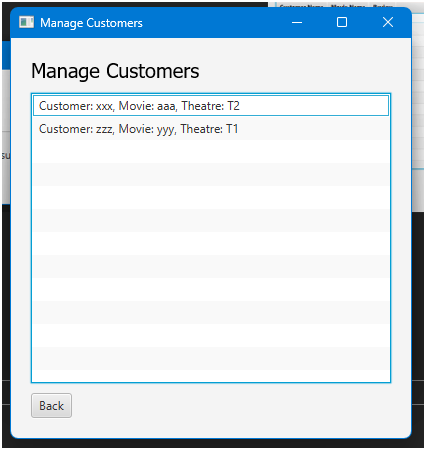 Manage Customers
Manage Customers
Customer: xxx, Movie: aaa, Theatre: T2
Customer: zzz, Movie: yyy, Theatre: T1
Back